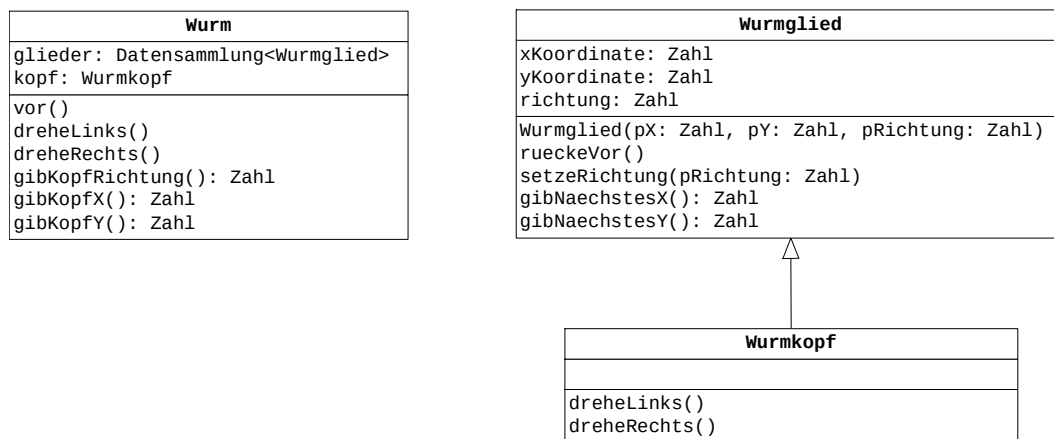 Wurm
glieder: Datensammlung<Wurmglied>
kopf: Wurmkopf
vor()
dreheLinks()
dreheRechts()
gibKopfRichtung(): Zahl
gibKopfX(): Zahl
gibKopfY(): Zahl
Wurmglied
xKoordinate: Zahl
yKoordinate: Zahl
richtung: Zahl
Wurmglied(pX: Zahl, pY: Zahl, pRichtung: Zahl)
rueckeVor()
setzeRichtung(pRichtung: Zahl)
gibNaechstesX(): Zahl
gibNaechstesY(): Zahl
Wurmkopf
dreheLinks()
dreheRechts()